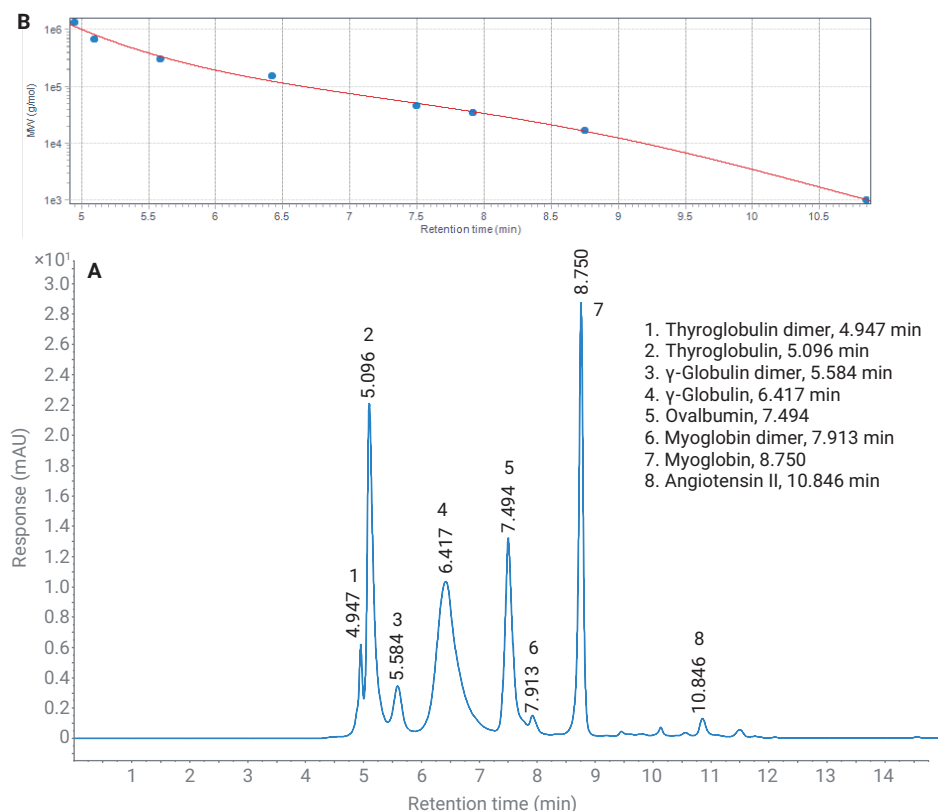 B
1e6
1e5
1e4
1e3
MW (g/mol)
5 5.5 6 6.5 7 7.5 8 8.5 9 9.5 10 10.5
Retention time (min)
×10¹
A
3.0
2.8
2.6
2.4
2.2
2.0
1.8
1.6
1.4
1.2
1.0
0.8
0.6
0.4
0.2
0
Response (mAU)
1
4.947
2
5.096
3
5.584
4
6.417
5
7.494
6
7.913
7
8.750
8
10.846
1. Thyroglobulin dimer, 4.947 min
2. Thyroglobulin, 5.096 min
3. γ-Globulin dimer, 5.584 min
4. γ-Globulin, 6.417 min
5. Ovalbumin, 7.494
6. Myoglobin dimer, 7.913 min
7. Myoglobin, 8.750
8. Angiotensin II, 10.846 min
1 2 3 4 5 6 7 8 9 10 11 12 13 14
Retention time (min)